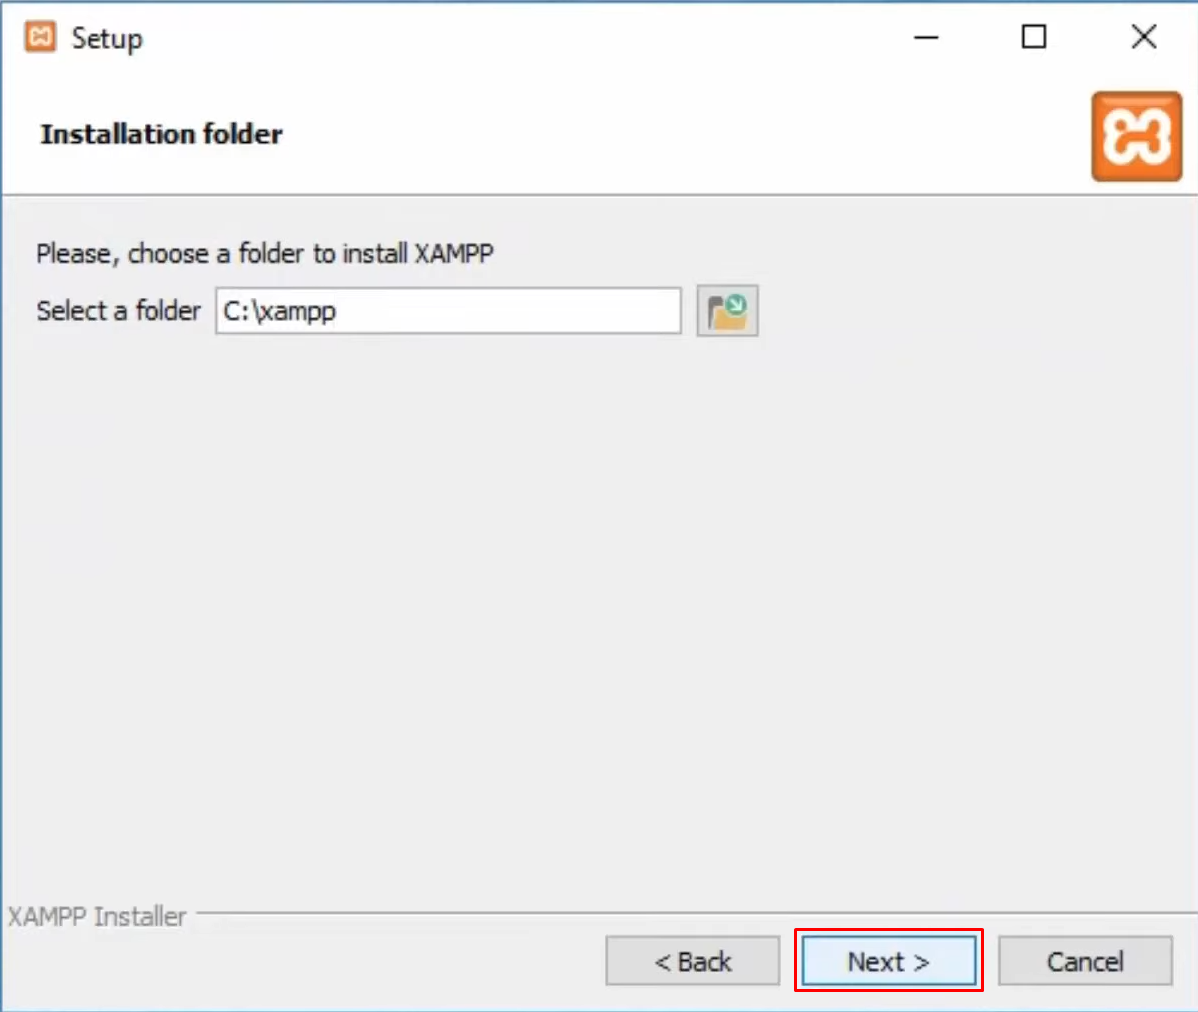 Setup
Installation folder
Please, choose a folder to install XAMPP
Select a folder C:\xampp
XAMPP Installer
< Back Next > Cancel